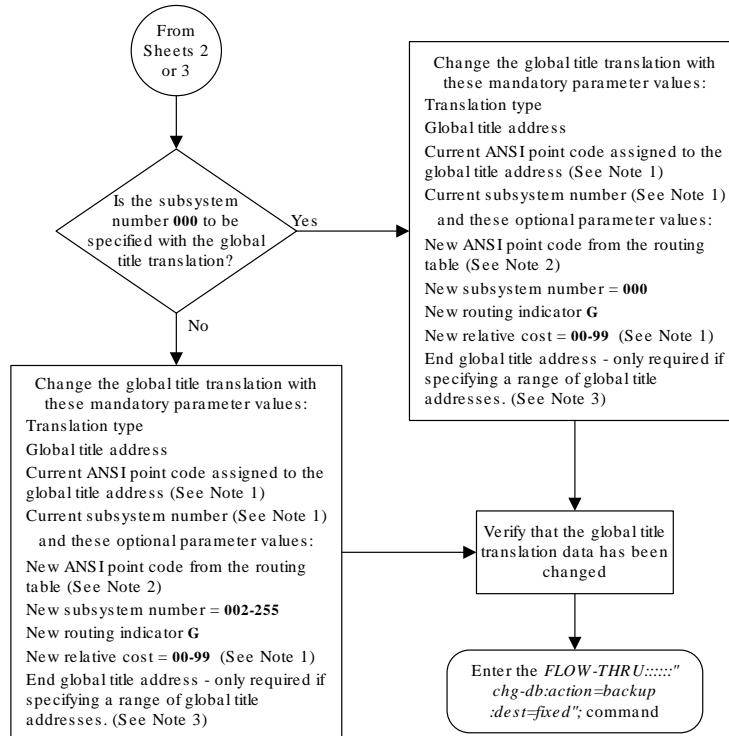 From
Sheets 2
or 3
Is the subsystem
number 000 to be
specified with the global
title translation?
Yes
No
Change the global title translation with
these mandatory parameter values:
Translation type
Global title address
Current ANSI point code assigned to the
global title address (See Note 1)
Current subsystem number (See Note 1)
and these optional parameter values:
New ANSI point code from the routing
table (See Note 2)
New subsystem number = 000
New routing indicator G
New relative cost = 00-99 (See Note 1)
End global title address - only required if
specifying a range of global title
addresses. (See Note 3)
Change the global title translation with
these mandatory parameter values:
Translation type
Global title address
Current ANSI point code assigned to the
global title address (See Note 1)
Current subsystem number (See Note 1)
and these optional parameter values:
New ANSI point code from the routing
table (See Note 2)
New subsystem number = 002-255
New routing indicator G
New relative cost = 00-99 (See Note 1)
End global title address - only required if
specifying a range of global title
addresses. (See Note 3)
Verify that the global title
translation data has been
changed
Enter the FLOW-THRU::::::"
chg-db:action=backup
:dest=fixed"; command